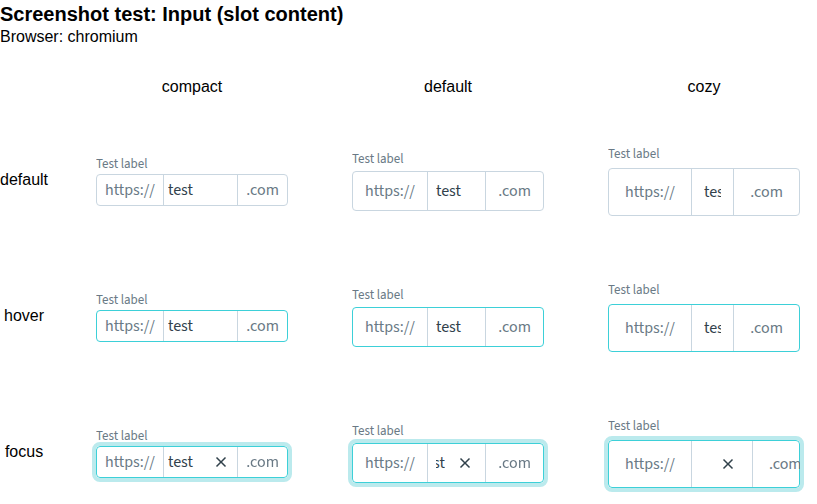 Screenshot test: Input (slot content)
Browser: chromium
compact default cozy
Test label Test label Test label
default https:// test .com https:// test .com https:// tes .com
Test label Test label Test label
hover https:// test .com https:// test .com https:// tes .com
Test label Test label Test label
focus https:// test .com https:// st .com https:// .com